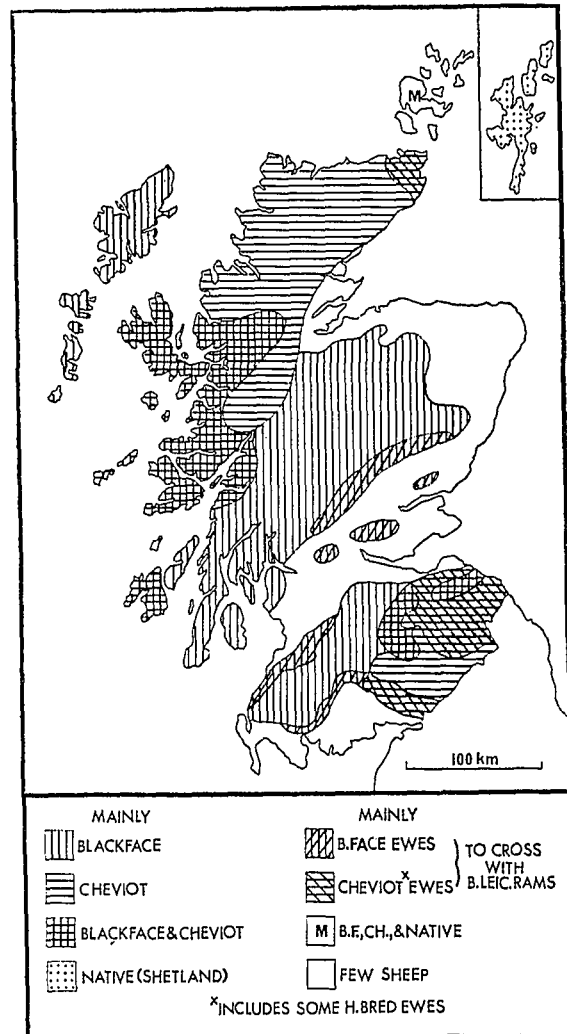 M
100 km
MAINLY
BLACKFACE
CHEVIOT
BLACKFACE & CHEVIOT
NATIVE (SHETLAND)
MAINLY
B.FACE EWES
CHEVIOT x EWES
TO CROSS
WITH
B.LEIC. RAMS
M B.F., CH., & NATIVE
FEW SHEEP
x INCLUDES SOME H.BRED EWES